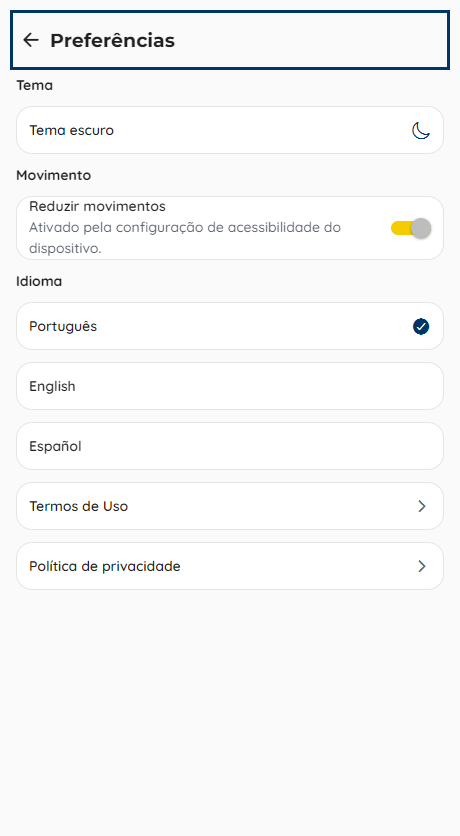 Preferências
Tema
Tema escuro
Movimento
Reduzir movimentos
Ativado pela configuração de acessibilidade do
dispositivo.
Idioma
Português
English
Español
Termos de Uso
Política de privacidade